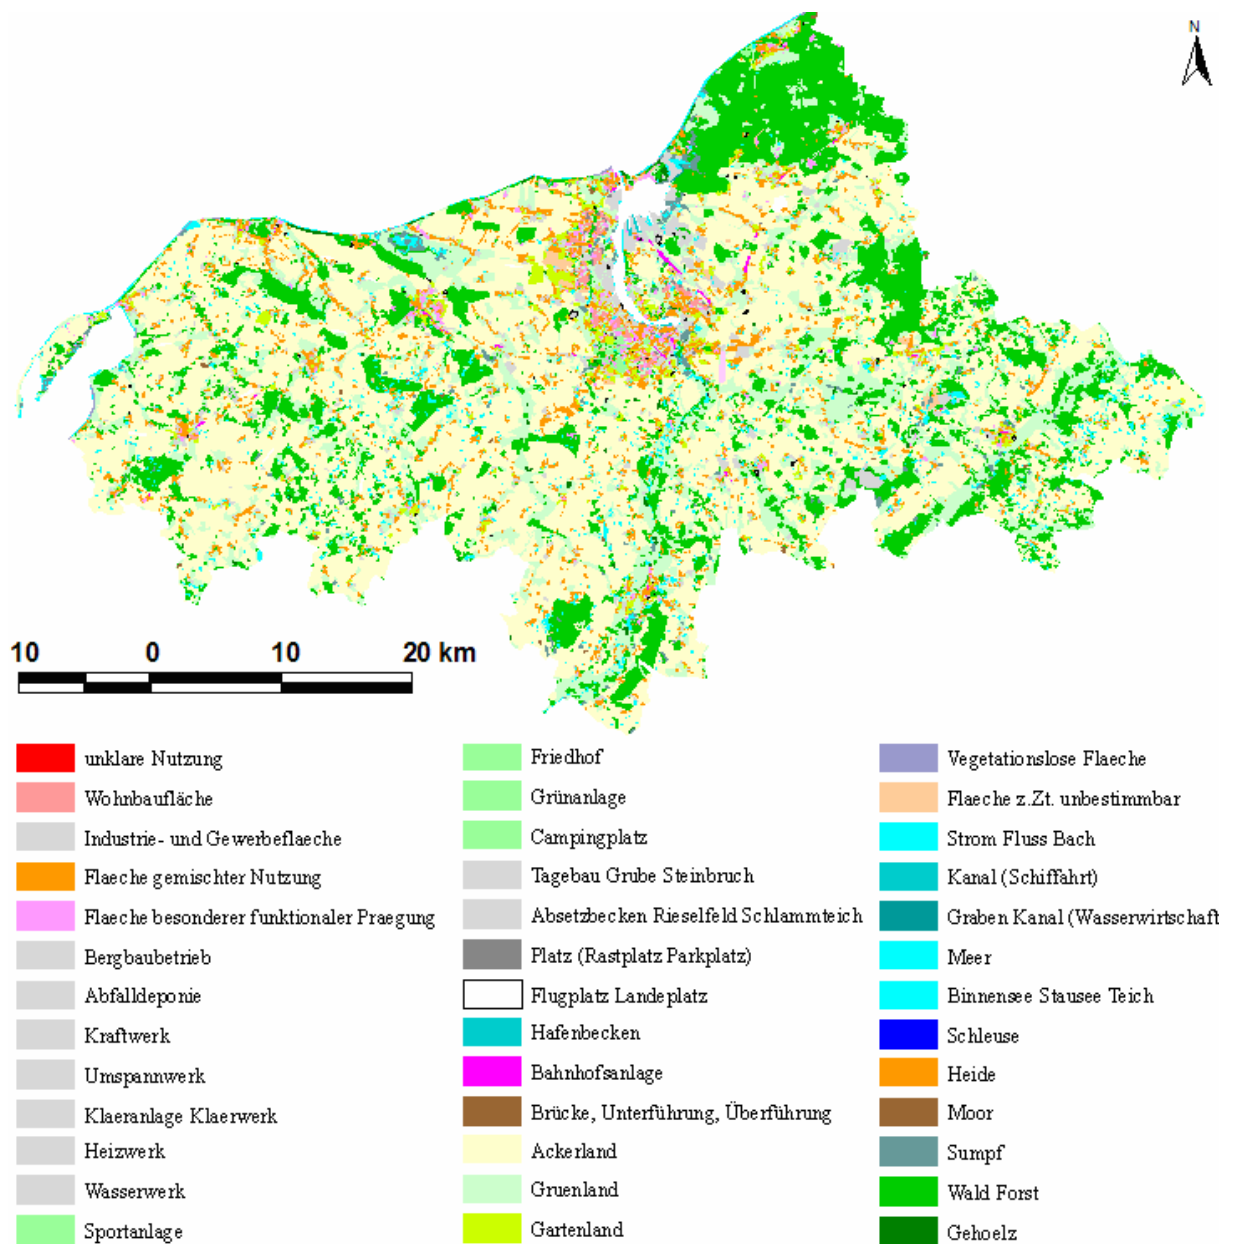 N
10 0 10 20 km
unklare Nutzung
Wohnbaufläche
Industrie- und Gewerbeflaeche
Flaeche gemischter Nutzung
Flaeche besonderer funktionaler Praegung
Bergbaubetrieb
Abfalldeponie
Kraftwerk
Umspannwerk
Klaeranlage Klaerwerk
Heizwerk
Wasserwerk
Sportanlage
Friedhof
Grünanlage
Campingplatz
Tagebau Grube Steinbruch
Absetzbecken Rieselfeld Schlammteich
Platz (Rastplatz Parkplatz)
Flugplatz Landeplatz
Hafenbecken
Bahnhofsanlage
Brücke, Unterführung, Überführung
Ackerland
Gruenland
Gartenland
Vegetationslose Flaeche
Flaeche z.Zt. unbestimmbar
Strom Fluss Bach
Kanal (Schiffahrt)
Graben Kanal (Wasserwirtschaft
Meer
Binnensee Stausee Teich
Schleuse
Heide
Moor
Sumpf
Wald Forst
Gehoelz